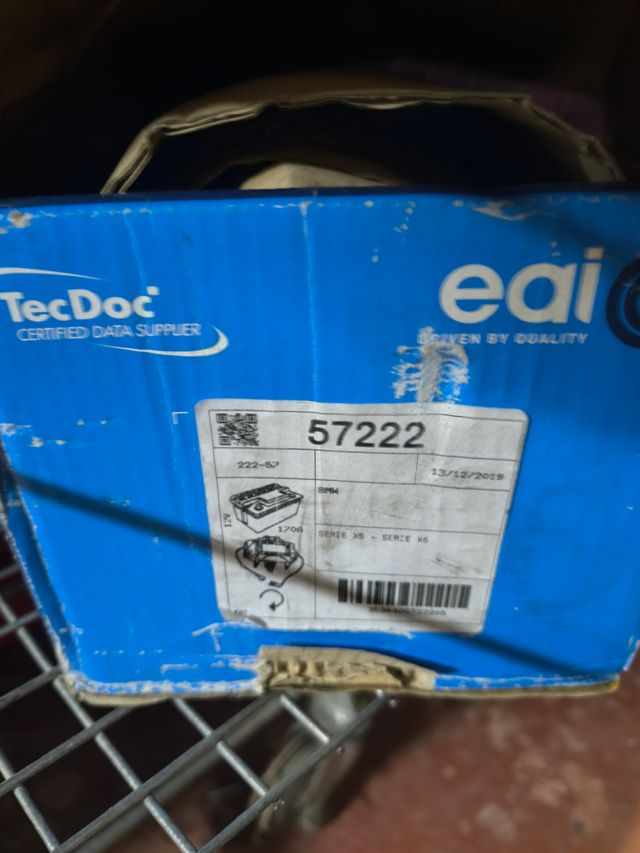 TecDoc
CERTIFIED DATA SUPPLIER
eai
DRIVEN BY QUALITY
57222
222-57
13/12/2019
BMW
12V
170A
SERIE X5 - SERIE X6